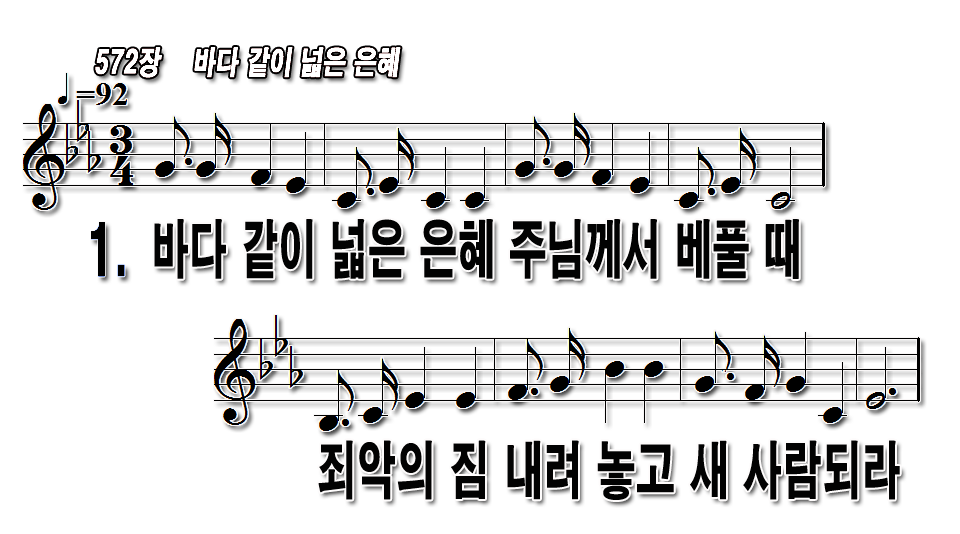 572장 바다 같이 넓은 은혜
♩=92
3/4
1. 바다 같이 넓은 은혜 주님께서 베풀 때
죄악의 짐 내려 놓고 새 사람되라